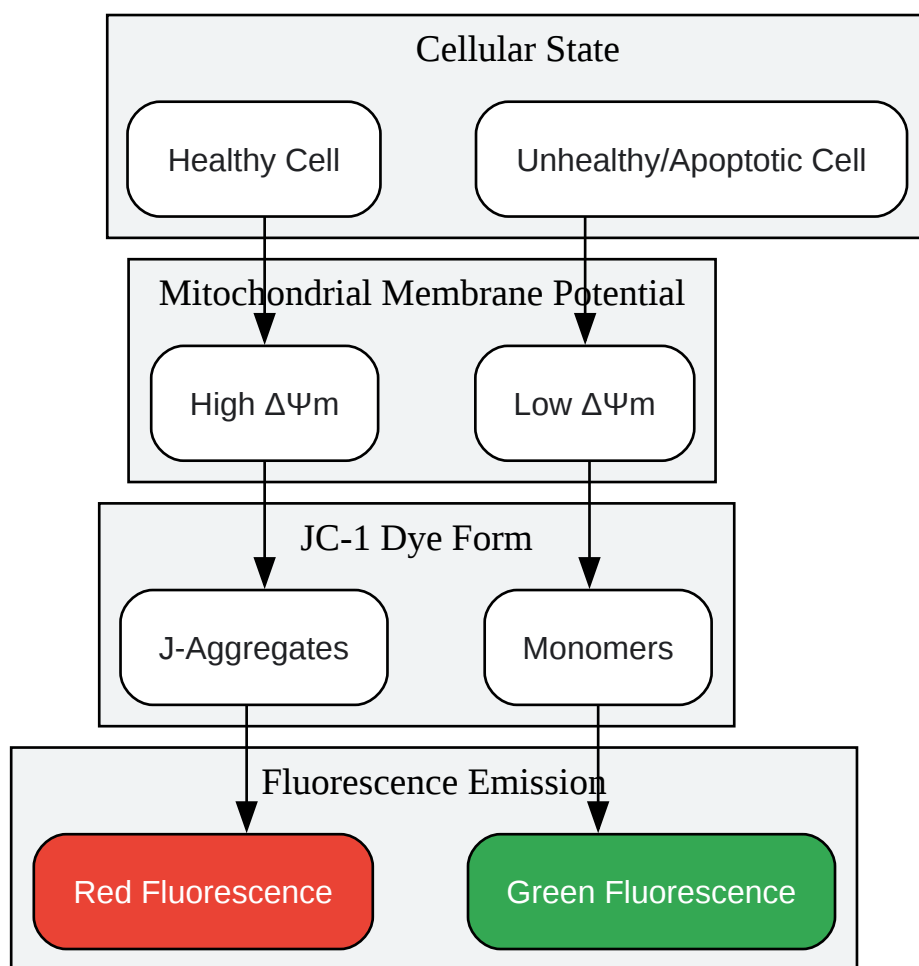 Cellular State
Healthy Cell
Unhealthy/Apoptotic Cell
Mitochondrial Membrane Potential
High ΔΨm
Low ΔΨm
JC-1 Dye Form
J-Aggregates
Monomers
Fluorescence Emission
Red Fluorescence
Green Fluorescence